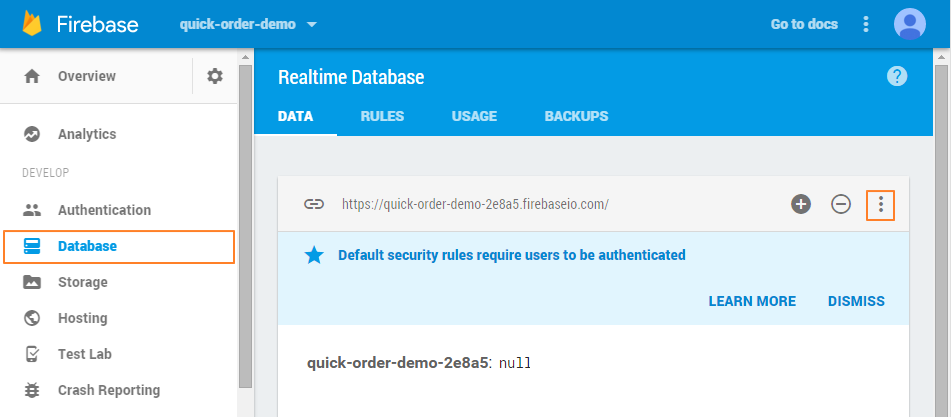 Firebase
quick-order-demo
Go to docs
Overview
Analytics
DEVELOP
Authentication
Database
Storage
Hosting
Test Lab
Crash Reporting
Realtime Database
?
DATA RULES USAGE BACKUPS
https://quick-order-demo-2e8a5.firebaseio.com/
Default security rules require users to be authenticated
LEARN MORE DISMISS
quick-order-demo-2e8a5: null